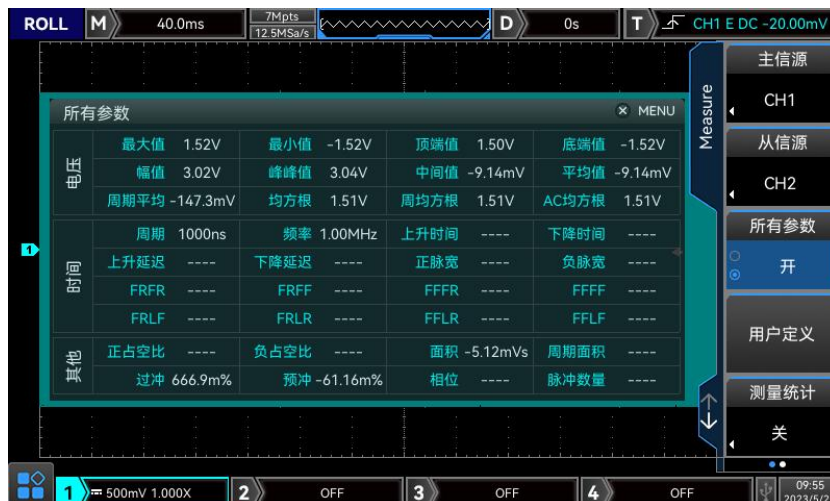 ROLL M 40.0ms 7Mpts 12.5MSa/s D 0s T CH1 E DC -20.00mV
主信源
CH1
从信源
CH2
所有参数
开
用户定义
测量统计
关
Measure
所有参数 MENU
电压
最大值 1.52V 最小值 -1.52V 顶端值 1.50V 底端值 -1.52V
幅值 3.02V 峰峰值 3.04V 中间值 -9.14mV 平均值 -9.14mV
周期平均 -147.3mV 均方根 1.51V 周均方根 1.51V AC均方根 1.51V
时间
周期 1000ns 频率 1.00MHz 上升时间 ---- 下降时间 ----
上升延迟 ---- 下降延迟 ---- 正脉宽 ---- 负脉宽 ----
FRFR ---- FRFF ---- FFFR ---- FFFF ----
FRLF ---- FRLR ---- FFLR ---- FFLF ----
其他
正占空比 ---- 负占空比 ---- 面积 -5.12mVs 周期面积 ----
过冲 666.9m% 预冲 -61.16m% 相位 ---- 脉冲数量 ----
1
1 500mV 1.000X 2 OFF 3 OFF 4 OFF 09:55